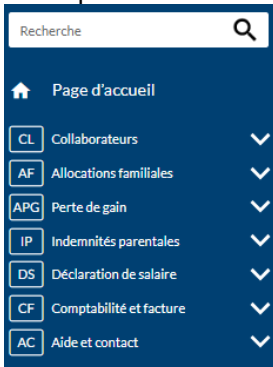 Recherche
Page d'accueil
CL Collaborateurs
AF Allocations familiales
APG Perte de gain
IP Indemnités parentales
DS Déclaration de salaire
CF Comptabilité et facture
AC Aide et contact